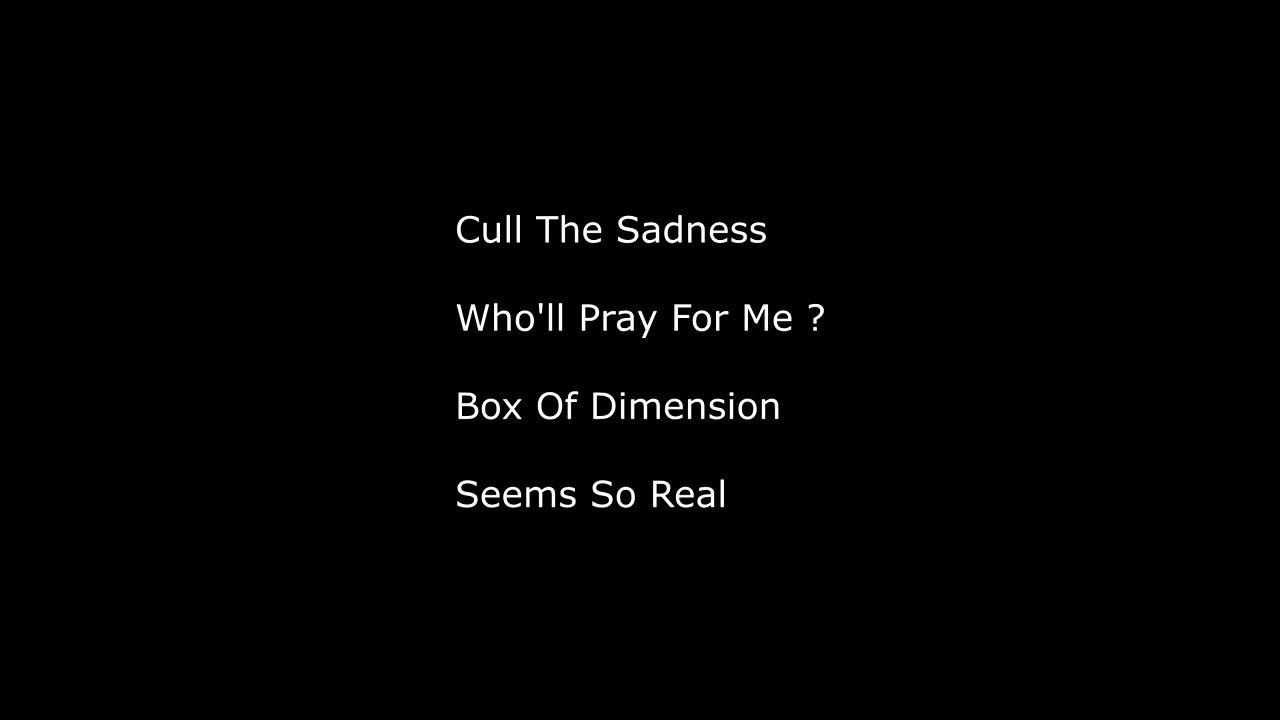 Cull The Sadness
Who'll Pray For Me ?
Box Of Dimension
Seems So Real